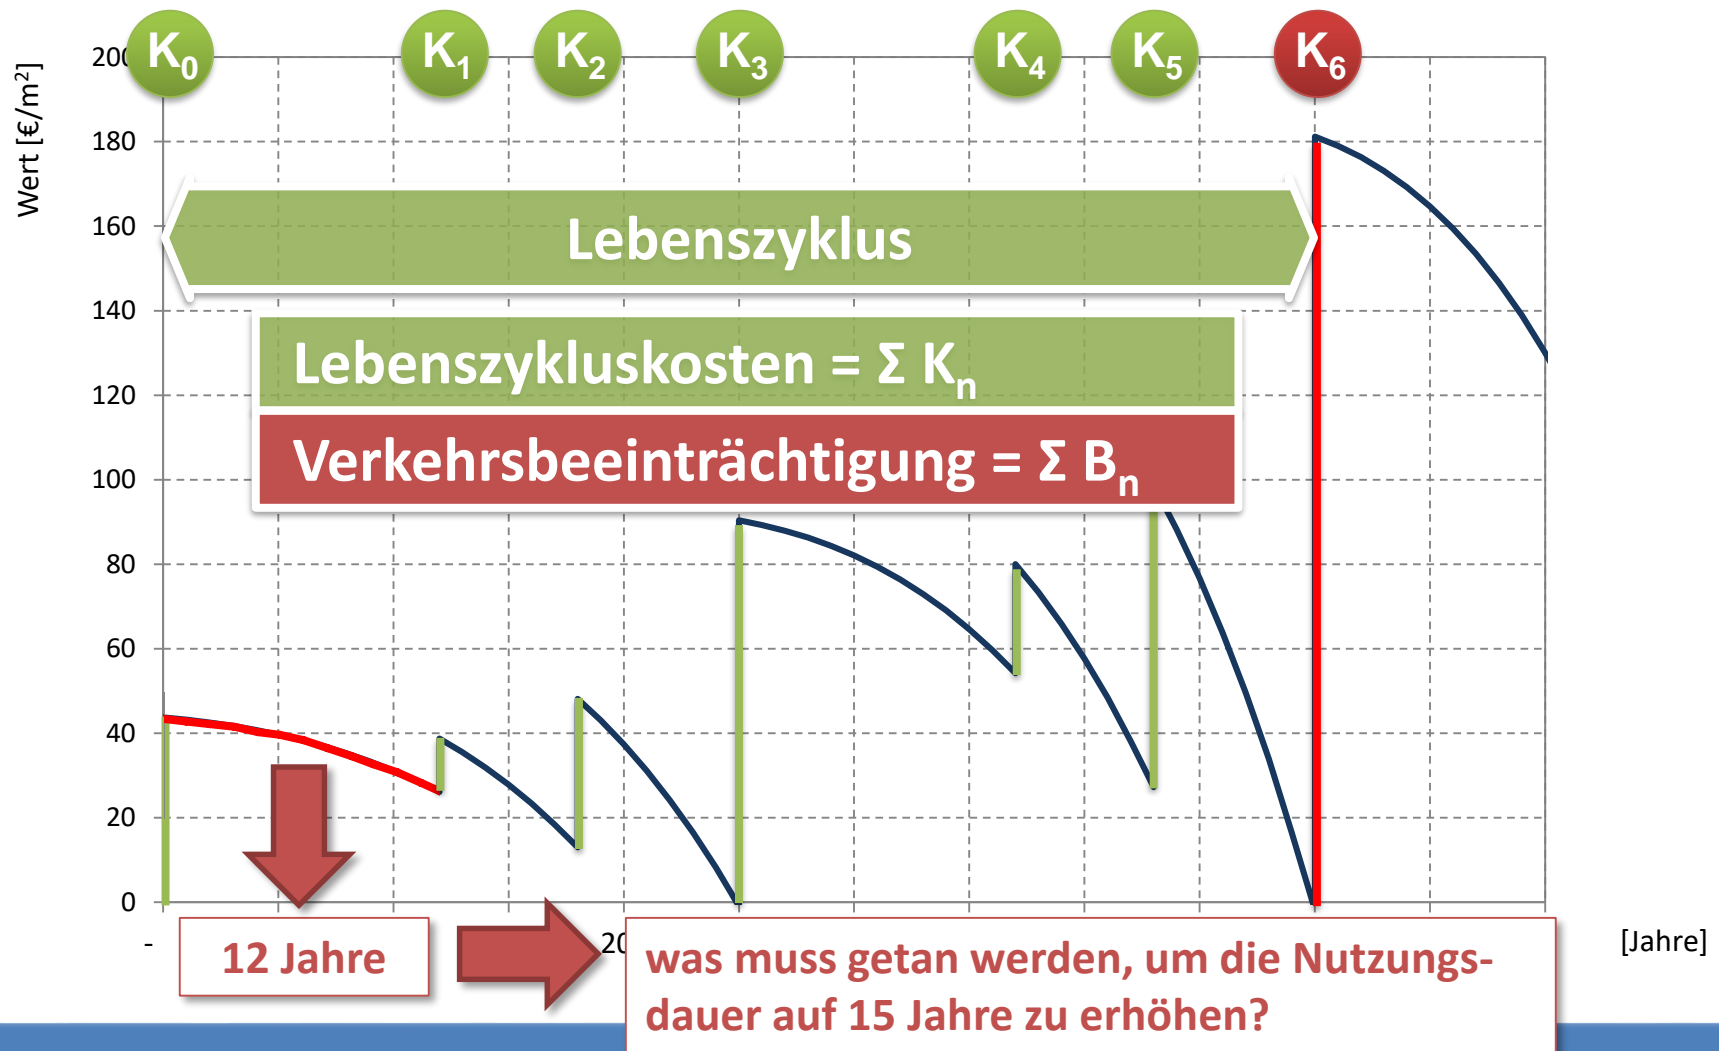 K0 K1 K2 K3 K4 K5 K6
Wert [€/m²]
200
180
160
140
120
100
80
60
40
20
0
Lebenszyklus
Lebenszykluskosten = Σ Kn
Verkehrsbeeinträchtigung = Σ Bn
- 20 [Jahre]
12 Jahre
was muss getan werden, um die Nutzungs-
dauer auf 15 Jahre zu erhöhen?